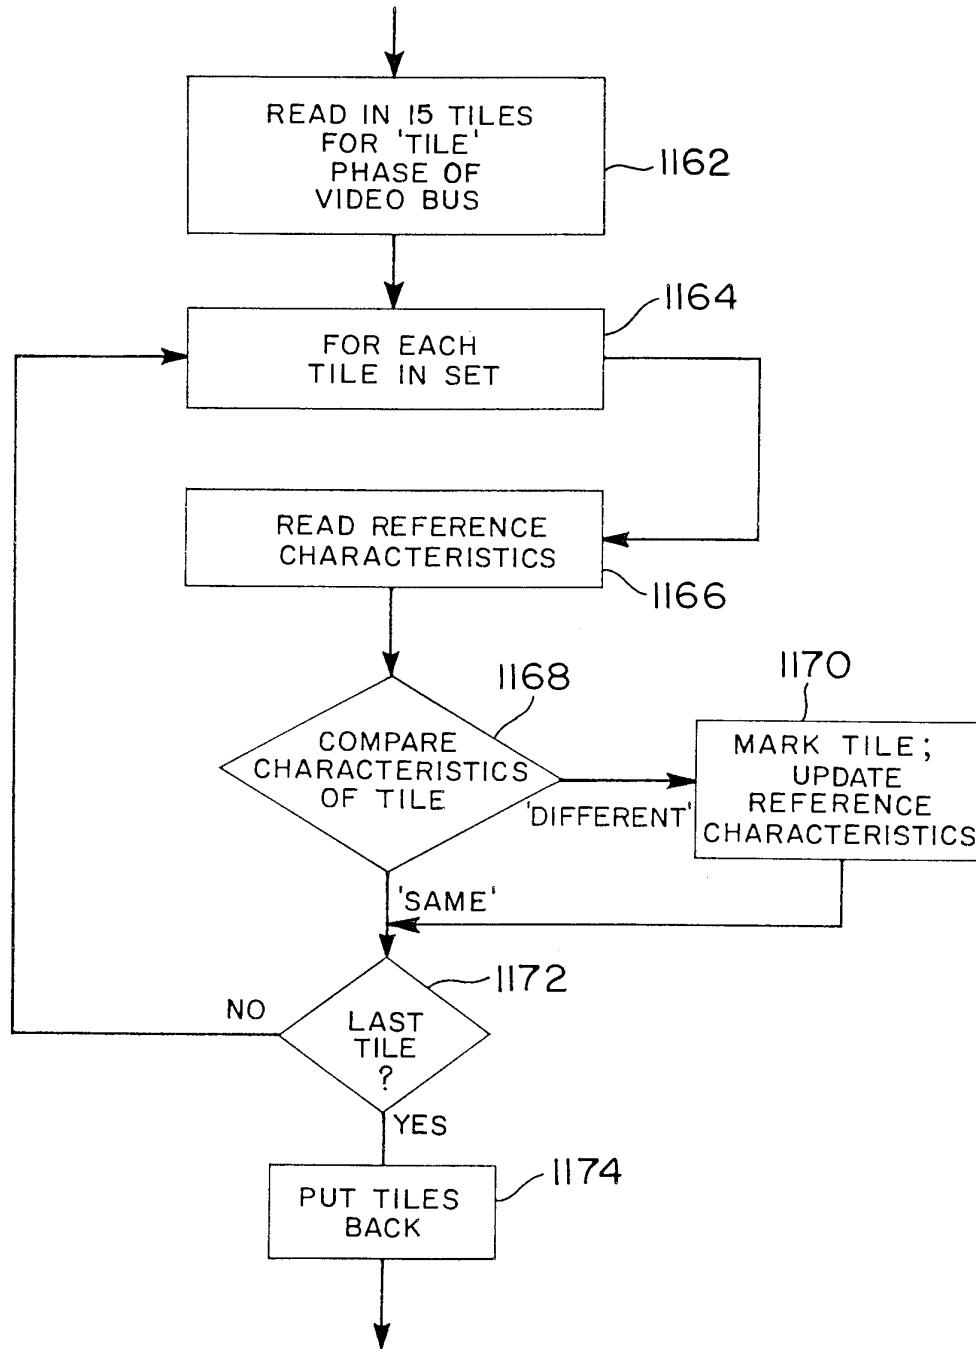 READ IN 15 TILES
FOR 'TILE'
PHASE OF
VIDEO BUS
1162
1164
FOR EACH
TILE IN SET
READ REFERENCE
CHARACTERISTICS
1166
1168
COMPARE
CHARACTERISTICS
OF TILE
'DIFFERENT'
1170
MARK TILE;
UPDATE
REFERENCE
CHARACTERISTICS
'SAME'
1172
NO
LAST
TILE
?
YES
1174
PUT TILES
BACK